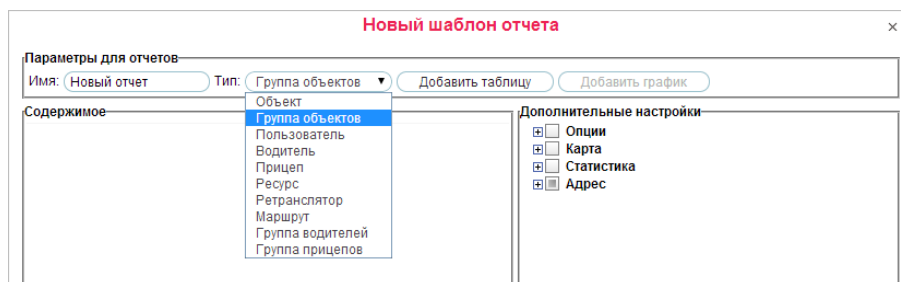 Новый шаблон отчета
Параметры для отчетов
Имя: Новый отчет Тип: Группа объектов Добавить таблицу Добавить график
Содержимое
Объект
Группа объектов
Пользователь
Водитель
Прицеп
Ресурс
Ретранслятор
Маршрут
Группа водителей
Группа прицепов
Дополнительные настройки
Опции
Карта
Статистика
Адрес